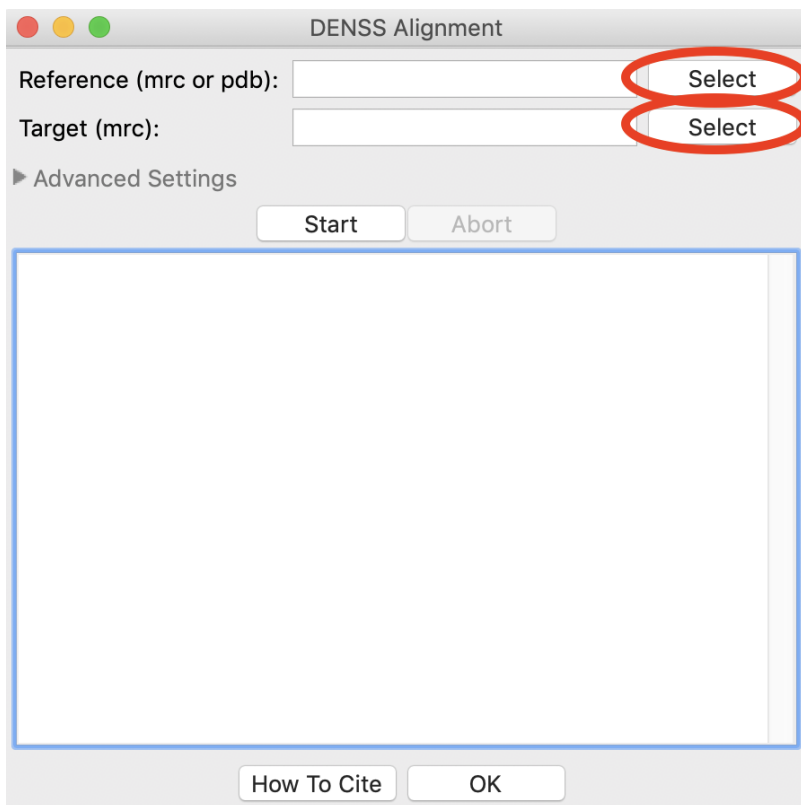 DENSS Alignment
Reference (mrc or pdb): Select
Target (mrc): Select
Advanced Settings
Start Abort
How To Cite OK